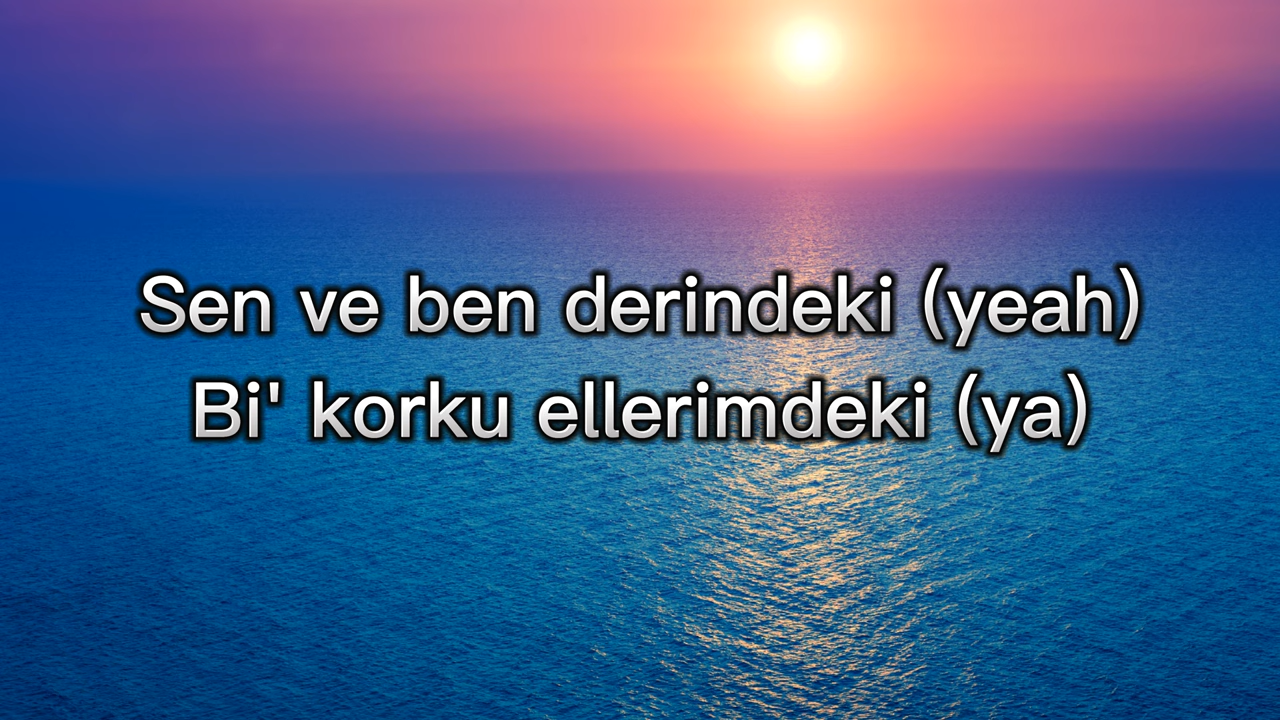 Sen ve ben derindeki (yeah)
Bi' korku ellerimdeki (ya)